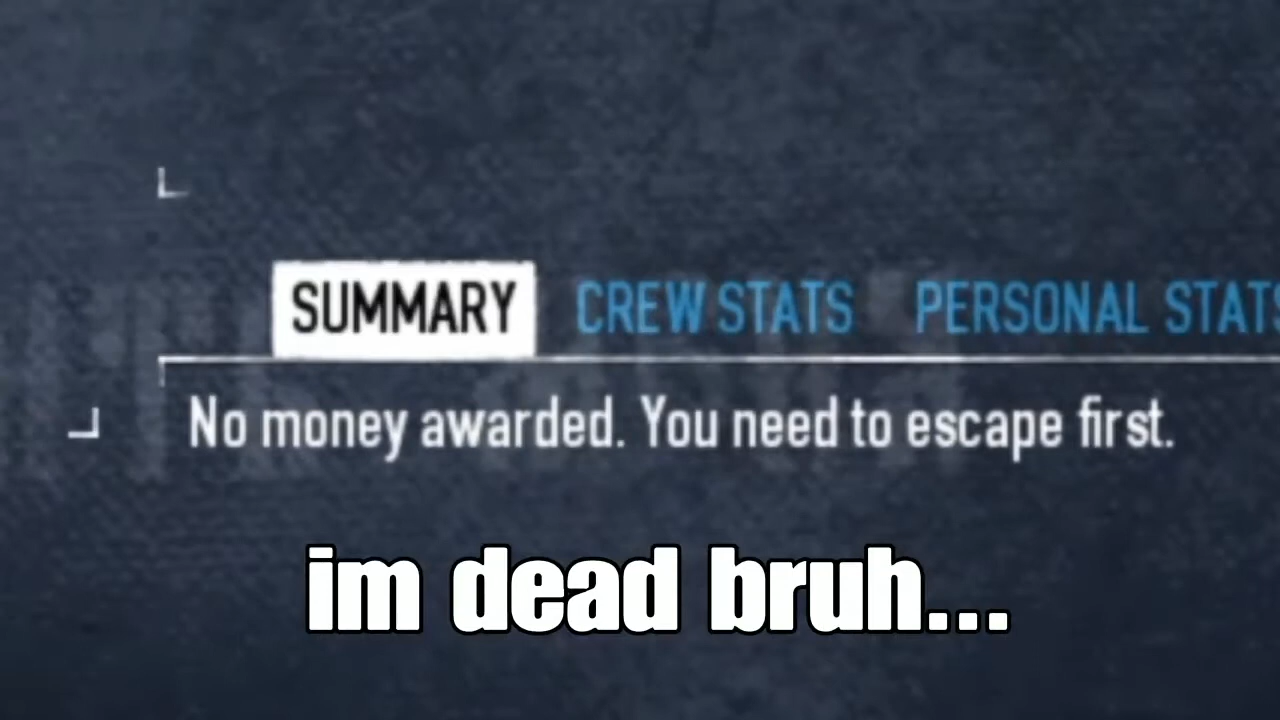 SUMMARY CREW STATS PERSONAL STATS
No money awarded. You need to escape first.
im dead bruh...